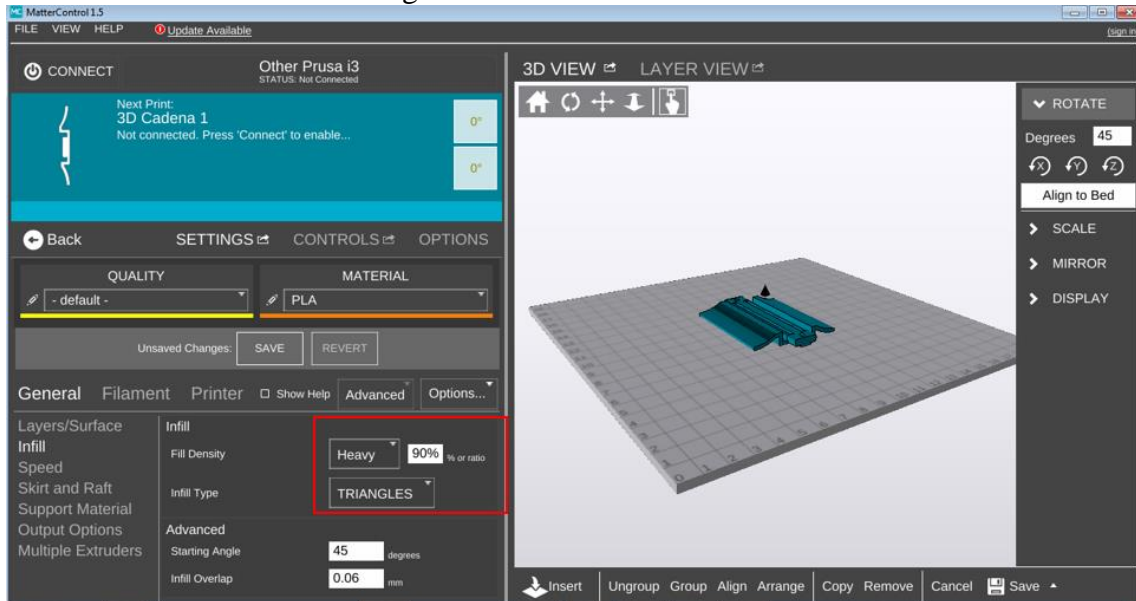 MatterControl 1.5
FILE VIEW HELP Update Available
(sign in
CONNECT
Other Prusa i3
STATUS: Not Connected
Next Print:
3D Cadena 1
Not connected. Press 'Connect' to enable...
0°
0°
Back SETTINGS CONTROLS OPTIONS
QUALITY MATERIAL
- default - PLA
Unsaved Changes: SAVE REVERT
General Filament Printer Show Help Advanced Options...
Layers/Surface
Infill
Speed
Skirt and Raft
Support Material
Output Options
Multiple Extruders
Infill
Fill Density Heavy 90% % or ratio
Infill Type TRIANGLES
Advanced
Starting Angle 45 degrees
Infill Overlap 0.06 mm
3D VIEW LAYER VIEW
ROTATE
Degrees 45
X Y Z
Align to Bed
SCALE
MIRROR
DISPLAY
Insert Ungroup Group Align Arrange Copy Remove Cancel Save